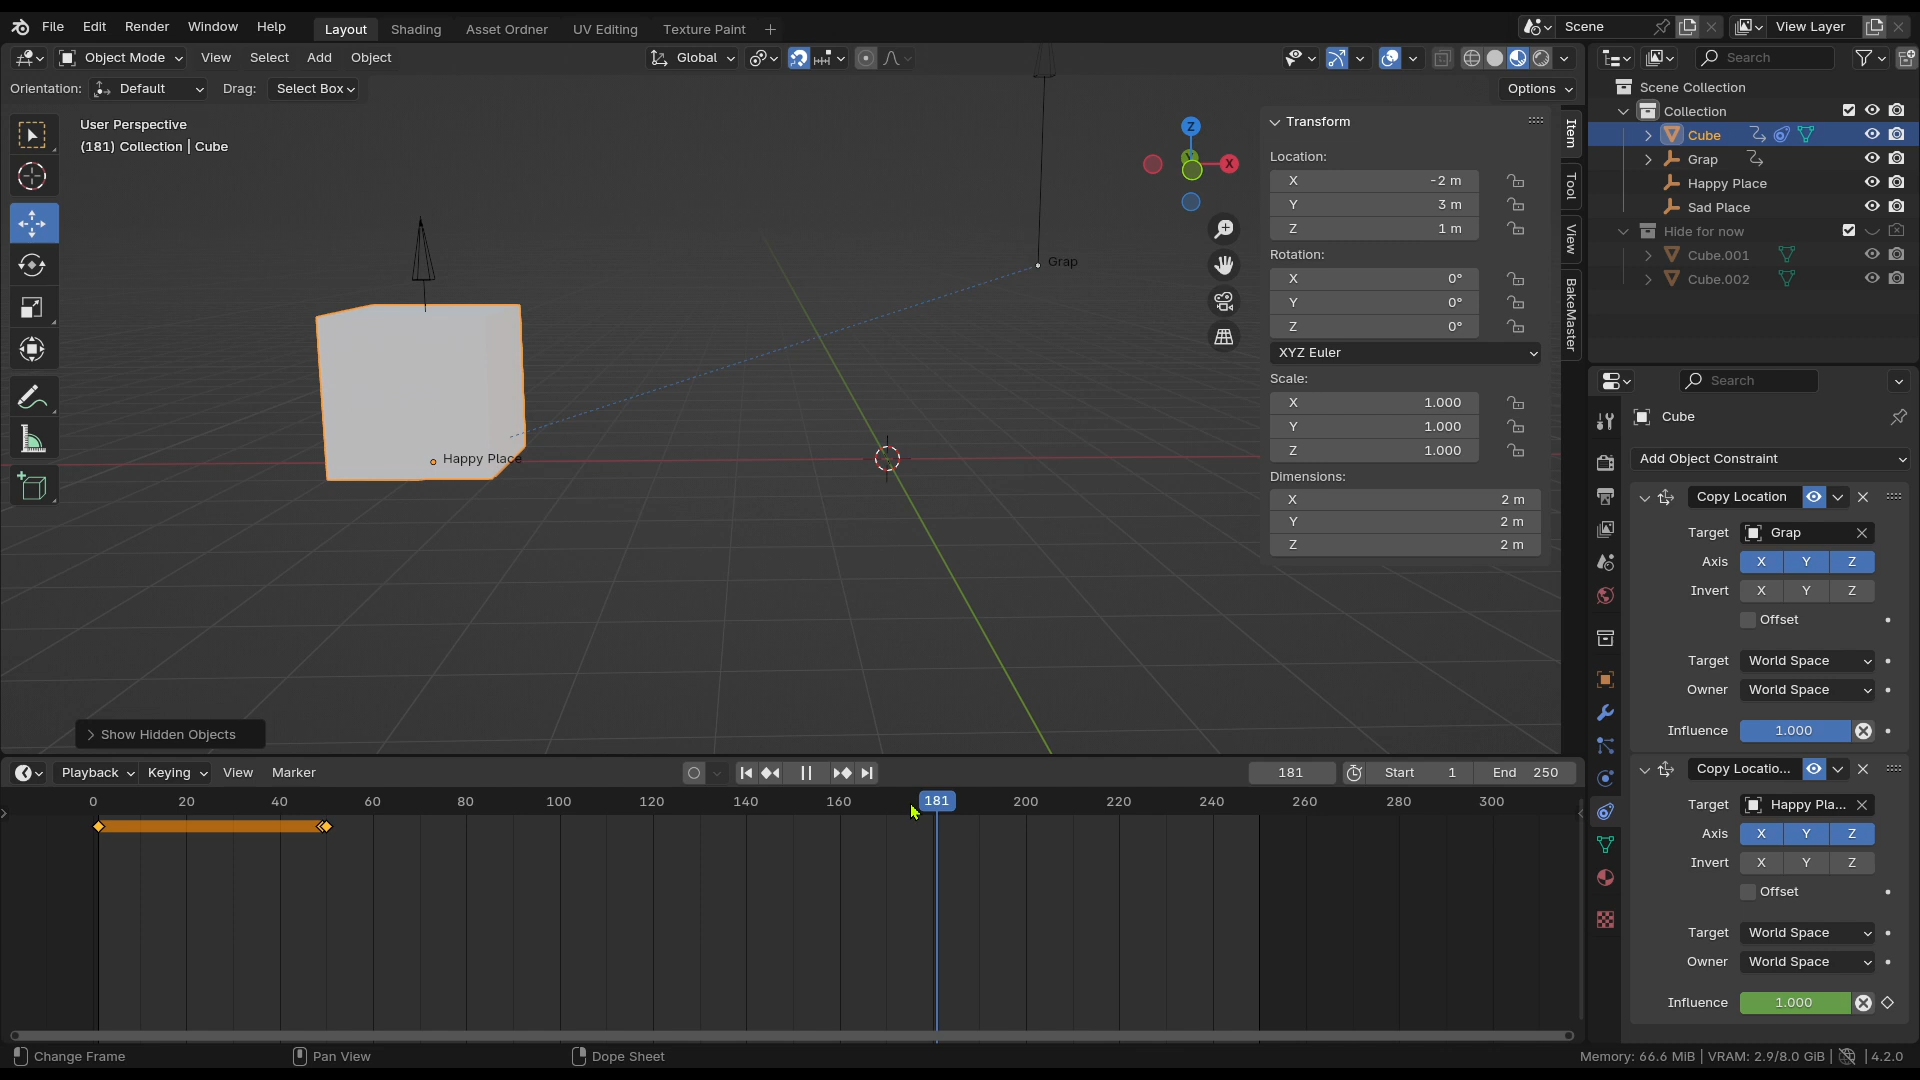 File Edit Render Window Help Layout Shading Asset Ordner UV Editing Texture Paint + Scene View Layer
Object Mode View Select Add Object Global
Orientation: Default Drag: Select Box Options
User Perspective
(181) Collection | Cube
Z
Y
X
Grap
Happy Place
Show Hidden Objects
Transform
Location:
X -2 m
Y 3 m
Z 1 m
Rotation:
X 0°
Y 0°
Z 0°
XYZ Euler
Scale:
X 1.000
Y 1.000
Z 1.000
Dimensions:
X 2 m
Y 2 m
Z 2 m
Item
Tool
View
BakeMaster
Search
Scene Collection
Collection
Cube
Grap
Happy Place
Sad Place
Hide for now
Cube.001
Cube.002
Search
Cube
Add Object Constraint
Copy Location
Target Grap
Axis X Y Z
Invert X Y Z
Offset
Target World Space
Owner World Space
Influence 1.000
Copy Locatio...
Target Happy Pla...
Axis X Y Z
Invert X Y Z
Offset
Target World Space
Owner World Space
Influence 1.000
Playback Keying View Marker 181 Start 1 End 250
0 20 40 60 80 100 120 140 160 181 200 220 240 260 280 300
Change Frame Pan View Dope Sheet Memory: 66.6 MiB | VRAM: 2.9/8.0 GiB | 4.2.0